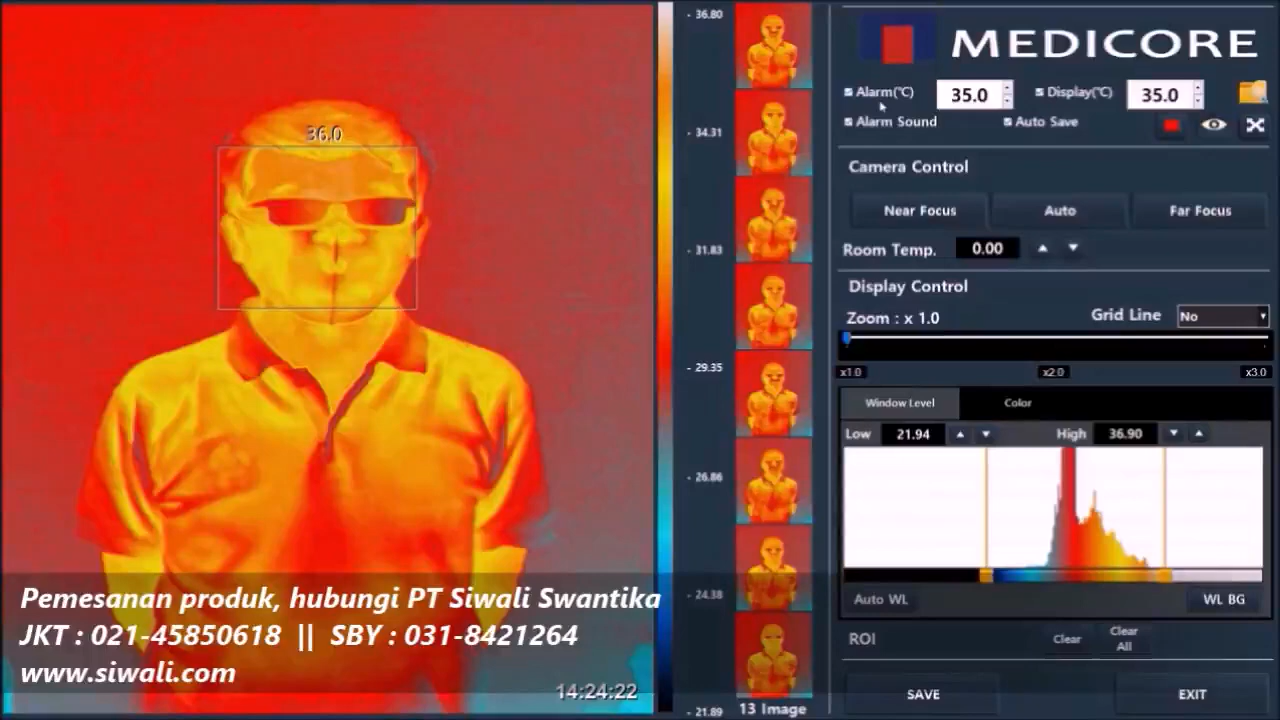 36.0
Pemesanan produk, hubungi PT Siwali Swantika
JKT : 021-45850618 || SBY : 031-8421264
www.siwali.com
14:24:22
- 36.80
- 34.31
- 31.83
- 29.35
- 26.86
- 24.38
- 21.89
13 Image
MEDICORE
Alarm(℃) 35.0 Display(℃) 35.0
Alarm Sound Auto Save
Camera Control
Near Focus Auto Far Focus
Room Temp. 0.00
Display Control
Zoom : x 1.0 Grid Line No
x1.0 x2.0 x3.0
Window Level Color
Low 21.94 High 36.90
Auto WL WL BG
ROI Clear Clear All
SAVE EXIT